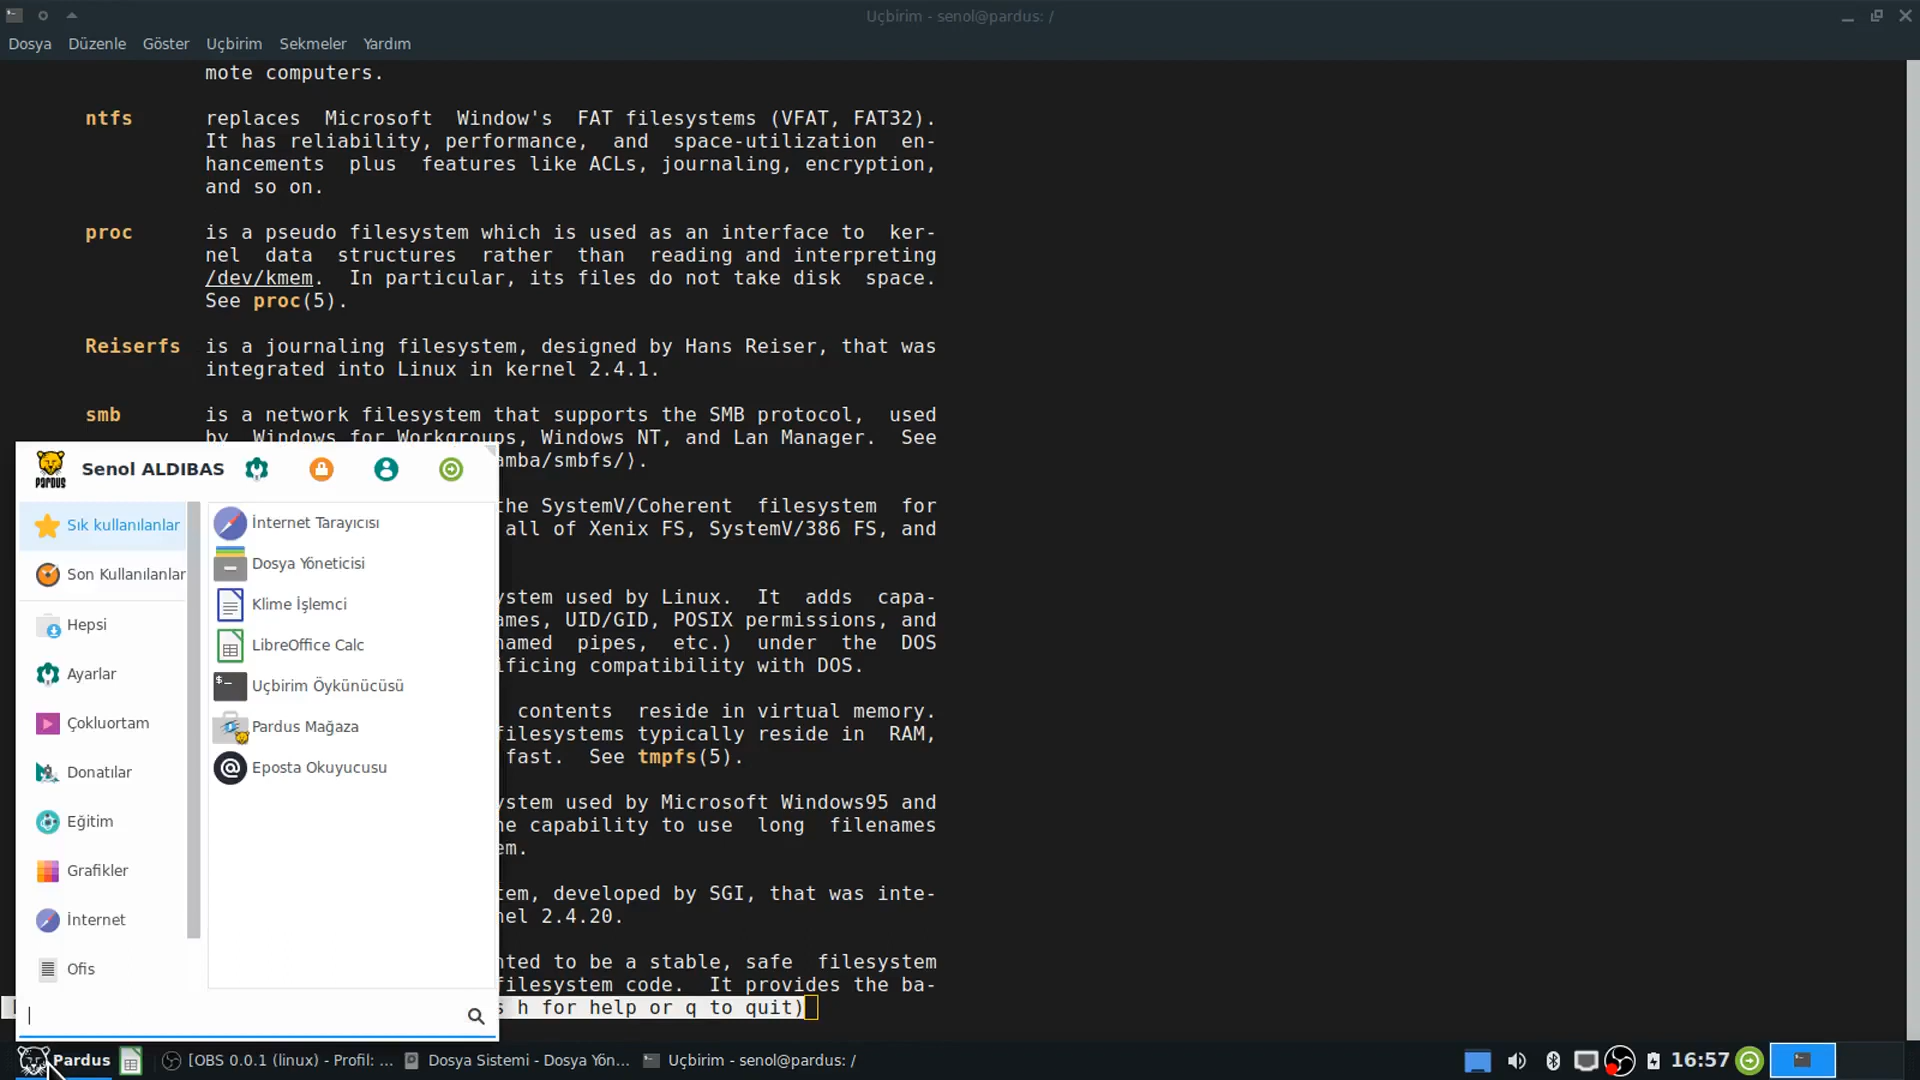 Uçbirim - senol@pardus: /
Dosya Düzenle Göster Uçbirim Sekmeler Yardım
mote computers.
ntfs replaces Microsoft Window's FAT filesystems (VFAT, FAT32).
It has reliability, performance, and space-utilization en-
hancements plus features like ACLs, journaling, encryption,
and so on.
proc is a pseudo filesystem which is used as an interface to ker-
nel data structures rather than reading and interpreting
/dev/kmem. In particular, its files do not take disk space.
See proc(5).
Reiserfs is a journaling filesystem, designed by Hans Reiser, that was
integrated into Linux in kernel 2.4.1.
smb is a network filesystem that supports the SMB protocol, used
by Windows for Workgroups, Windows NT, and Lan Manager. See
amba/smbfs/⟩.
the SystemV/Coherent filesystem for
all of Xenix FS, SystemV/386 FS, and
ystem used by Linux. It adds capa-
ames, UID/GID, POSIX permissions, and
named pipes, etc.) under the DOS
ificing compatibility with DOS.
contents reside in virtual memory.
filesystems typically reside in RAM,
fast. See tmpfs(5).
ystem used by Microsoft Windows95 and
he capability to use long filenames
em.
tem, developed by SGI, that was inte-
nel 2.4.20.
nted to be a stable, safe filesystem
filesystem code. It provides the ba-
s h for help or q to quit)
PARDUS Senol ALDIBAS
Sık kullanılanlar
Son Kullanılanlar
Hepsi
Ayarlar
Çokluortam
Donatılar
Eğitim
Grafikler
İnternet
Ofis
İnternet Tarayıcısı
Dosya Yöneticisi
Klime İşlemci
LibreOffice Calc
Uçbirim Öykünücüsü
Pardus Mağaza
Eposta Okuyucusu
Pardus [OBS 0.0.1 (linux) - Profil: ... Dosya Sistemi - Dosya Yön... Uçbirim - senol@pardus: / 16:57